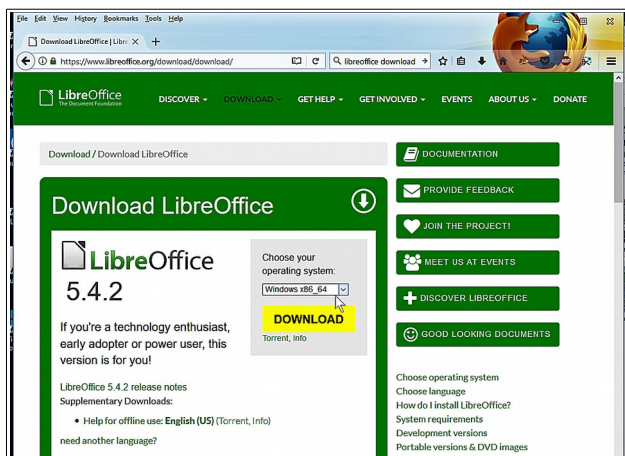 File Edit View History Bookmarks Tools Help
Download LibreOffice | Libre × +
https://www.libreoffice.org/download/download/
libreoffice download
LibreOffice
The Document Foundation
DISCOVER DOWNLOAD GET HELP GET INVOLVED EVENTS ABOUT US DONATE
Download / Download LibreOffice
Download LibreOffice
LibreOffice
5.4.2
If you're a technology enthusiast,
early adopter or power user, this
version is for you!
LibreOffice 5.4.2 release notes
Supplementary Downloads:
• Help for offline use: English (US) (Torrent, Info)
need another language?
Choose your
operating system:
Windows x86_64
DOWNLOAD
Torrent, Info
DOCUMENTATION
PROVIDE FEEDBACK
JOIN THE PROJECT!
MEET US AT EVENTS
DISCOVER LIBREOFFICE
GOOD LOOKING DOCUMENTS
Choose operating system
Choose language
How do I install LibreOffice?
System requirements
Development versions
Portable versions & DVD images